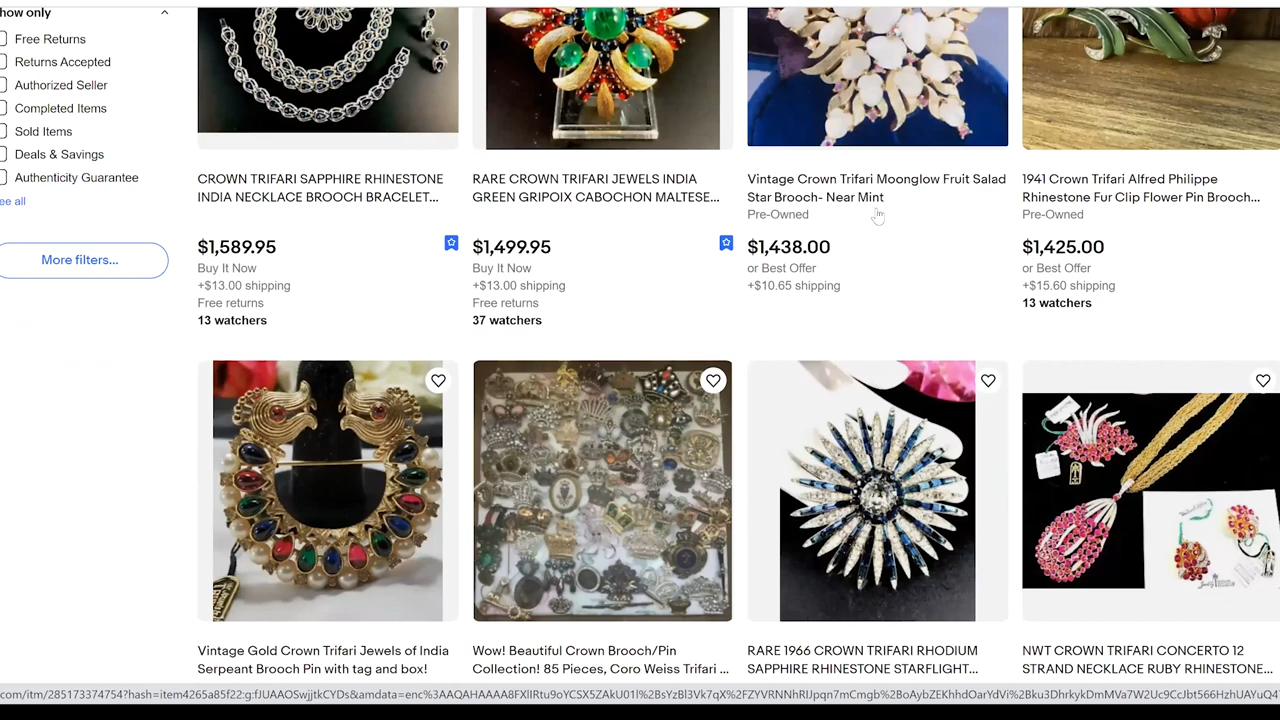 how only
Free Returns
Returns Accepted
Authorized Seller
Completed Items
Sold Items
Deals & Savings
Authenticity Guarantee
ee all
More filters...
CROWN TRIFARI SAPPHIRE RHINESTONE
INDIA NECKLACE BROOCH BRACELET...
$1,589.95
Buy It Now
+$13.00 shipping
Free returns
13 watchers
RARE CROWN TRIFARI JEWELS INDIA
GREEN GRIPOIX CABOCHON MALTESE...
$1,499.95
Buy It Now
+$13.00 shipping
Free returns
37 watchers
Vintage Crown Trifari Moonglow Fruit Salad
Star Brooch- Near Mint
Pre-Owned
$1,438.00
or Best Offer
+$10.65 shipping
1941 Crown Trifari Alfred Philippe
Rhinestone Fur Clip Flower Pin Brooch...
Pre-Owned
$1,425.00
or Best Offer
+$15.60 shipping
13 watchers
Vintage Gold Crown Trifari Jewels of India
Serpeant Brooch Pin with tag and box!
Wow! Beautiful Crown Brooch/Pin
Collection! 85 Pieces, Coro Weiss Trifari ...
RARE 1966 CROWN TRIFARI RHODIUM
SAPPHIRE RHINESTONE STARFLIGHT...
NWT CROWN TRIFARI CONCERTO 12
STRAND NECKLACE RUBY RHINESTONE...